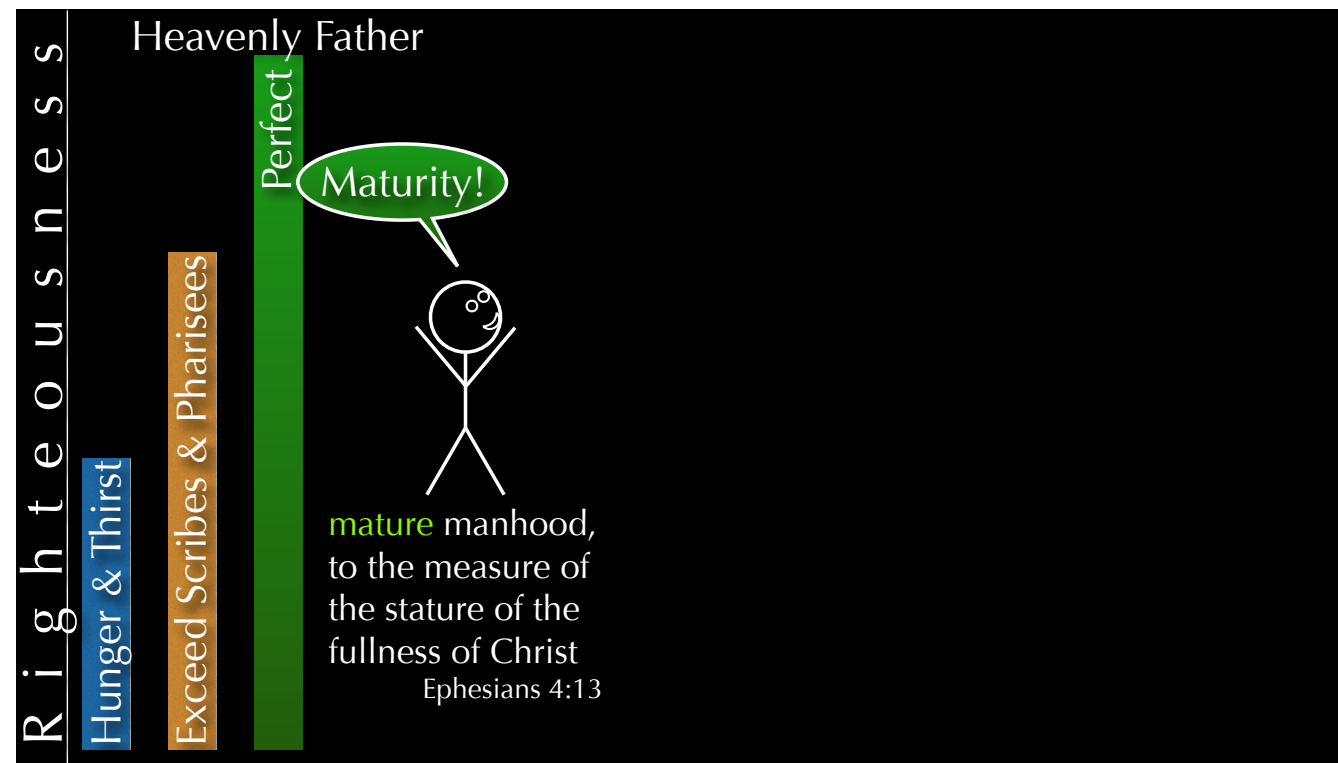 Heavenly Father
Righteousness
Hunger & Thirst
Exceed Scribes & Pharisees
Perfect
Maturity!
mature manhood,
to the measure of
the stature of the
fullness of Christ
Ephesians 4:13